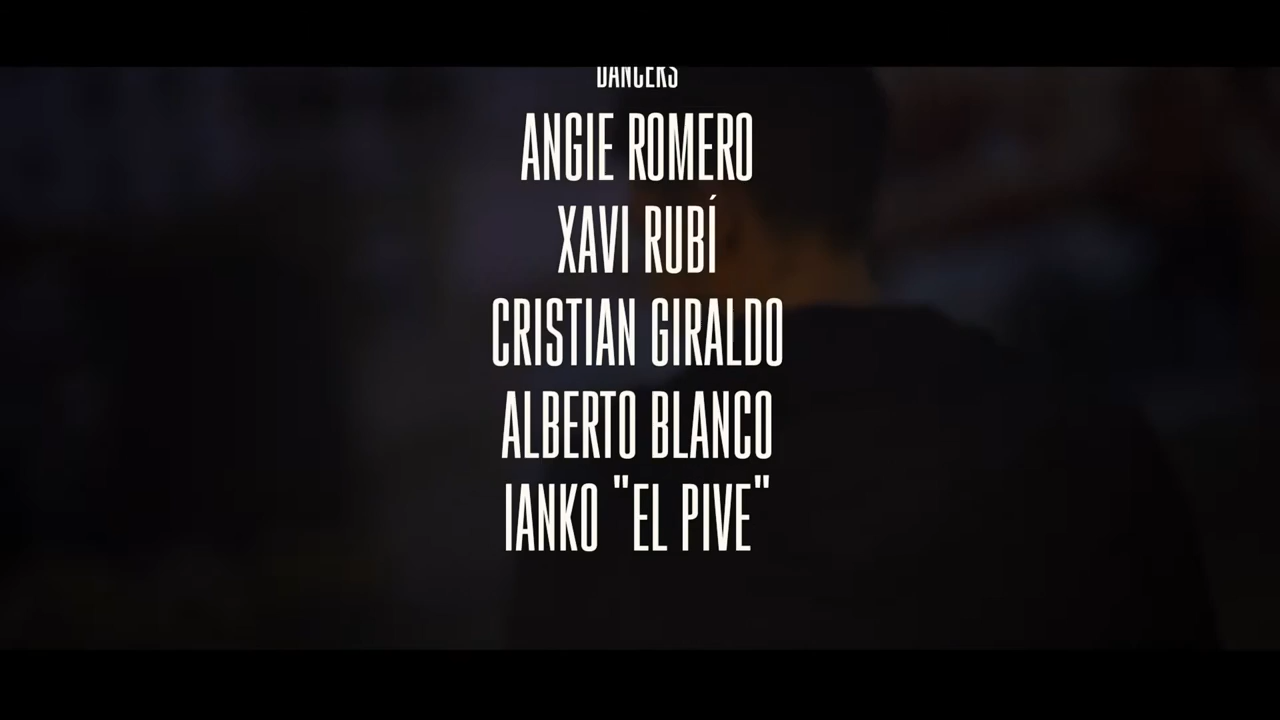 DANCERS
ANGIE ROMERO
XAVI RUBÍ
CRISTIAN GIRALDO
ALBERTO BLANCO
IANKO "EL PIVE"